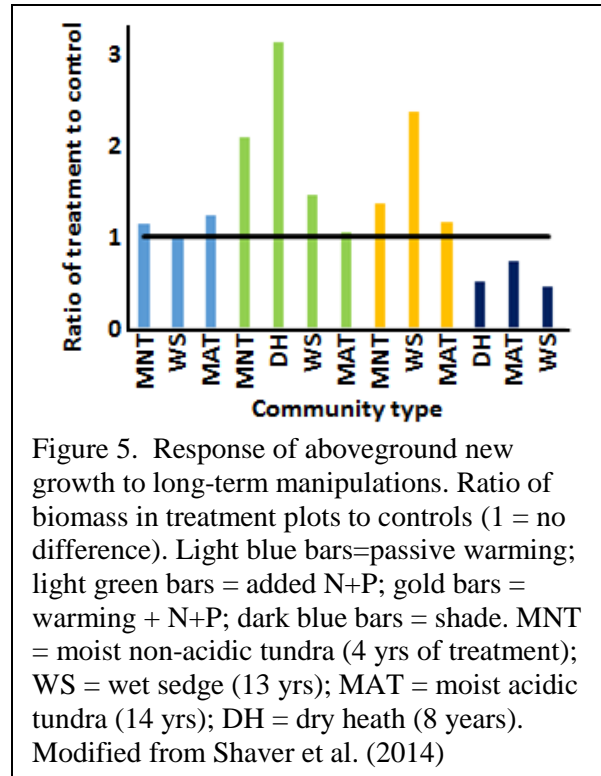 Ratio of treatment to control
3
2
1
0
MNT
WS
MAT
MNT
DH
WS
MAT
MNT
WS
MAT
DH
MAT
WS
Community type
Figure 5.  Response of aboveground new
growth to long-term manipulations. Ratio of
biomass in treatment plots to controls (1 = no
difference). Light blue bars=passive warming;
light green bars = added N+P; gold bars =
warming + N+P; dark blue bars = shade. MNT
= moist non-acidic tundra (4 yrs of treatment);
WS = wet sedge (13 yrs); MAT = moist acidic
tundra (14 yrs); DH = dry heath (8 years).
Modified from Shaver et al. (2014)